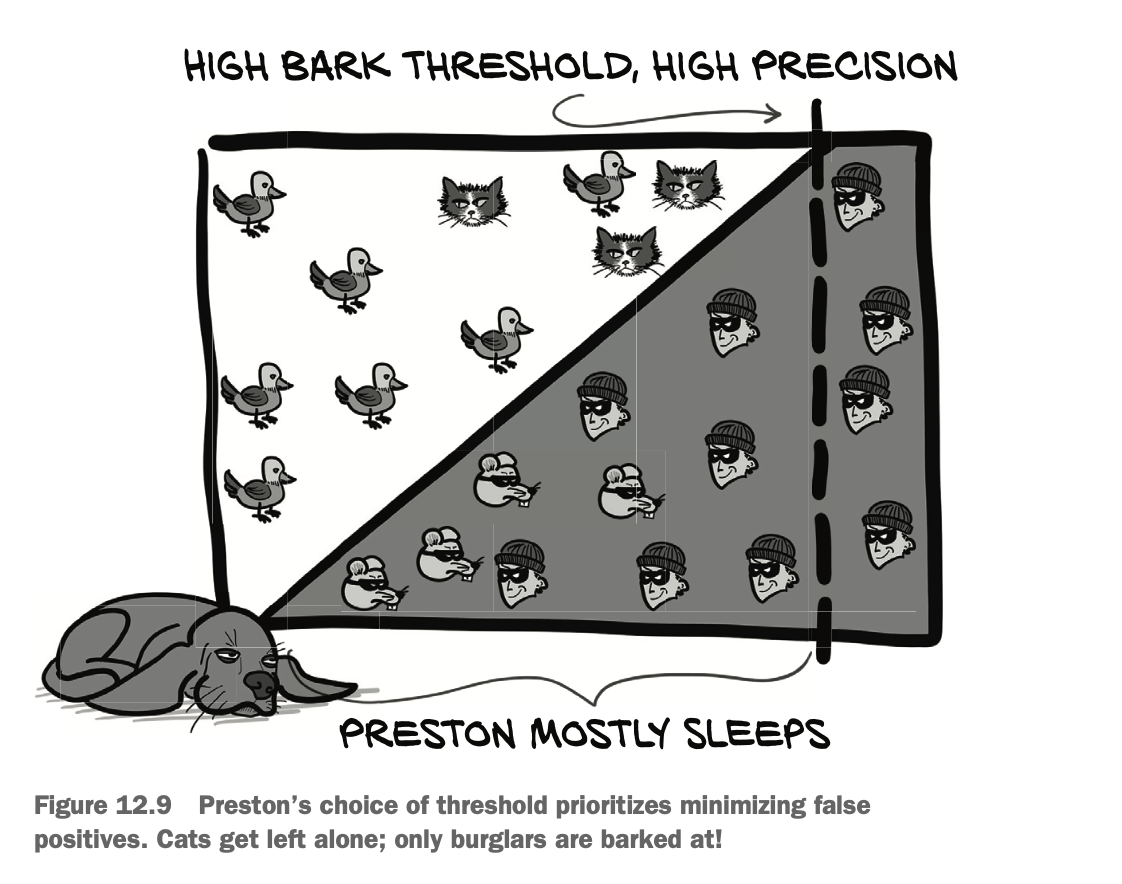 HIGH BARK THRESHOLD, HIGH PRECISION
PRESTON MOSTLY SLEEPS
Figure 12.9 Preston’s choice of threshold prioritizes minimizing false
positives. Cats get left alone; only burglars are barked at!